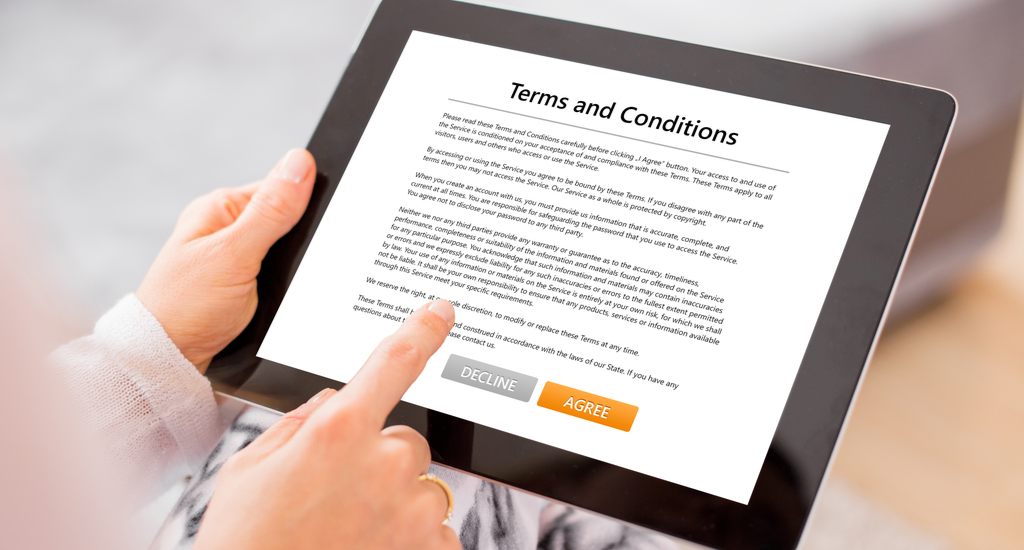 Terms and Conditions
Please read these Terms and Conditions carefully before clicking „I Agree" button. Your access to and use of
the Service is conditioned on your acceptance of and compliance with these Terms. These Terms apply to all
visitors, users and others who access or use the Service.
By accessing or using the Service you agree to be bound by these Terms. If you disagree with any part of the
terms then you may not access the Service. Our Service as a whole is protected by copyright.
When you create an account with us, you must provide us information that is accurate, complete, and
current at all times. You are responsible for safeguarding the password that you use to access the Service.
You agree not to disclose your password to any third party.
Neither we nor any third parties provide any warranty or guarantee as to the accuracy, timeliness,
performance, completeness or suitability of the information and materials found or offered on the Service
for any particular purpose. You acknowledge that such information and materials may contain inaccuracies
or errors and we expressly exclude liability for any such inaccuracies or errors to the fullest extent permitted
by law. Your use of any information or materials on the Service is entirely at your own risk, for which we shall
not be liable. It shall be your own responsibility to ensure that any products, services or information available
through this Service meet your specific requirements.
We reserve the right, at sole discretion, to modify or replace these Terms at any time.
These Terms shall and construed in accordance with the laws of our State. If you have any
questions about contact us.
DECLINE
AGREE